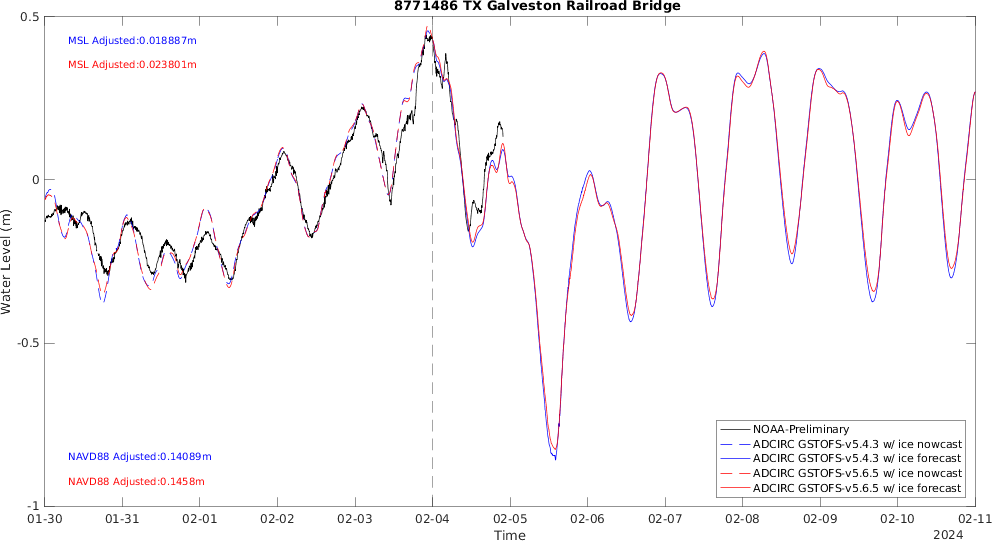 8771486 TX Galveston Railroad Bridge
MSL Adjusted:0.018887m
MSL Adjusted:0.023801m
NAVD88 Adjusted:0.14089m
NAVD88 Adjusted:0.1458m
Water Level (m)
0.5
0
-0.5
-1
NOAA-Preliminary
ADCIRC GSTOFS-v5.4.3 w/ ice nowcast
ADCIRC GSTOFS-v5.4.3 w/ ice forecast
ADCIRC GSTOFS-v5.6.5 w/ ice nowcast
ADCIRC GSTOFS-v5.6.5 w/ ice forecast
01-30 01-31 02-01 02-02 02-03 02-04 02-05 02-06 02-07 02-08 02-09 02-10 02-11
Time
2024